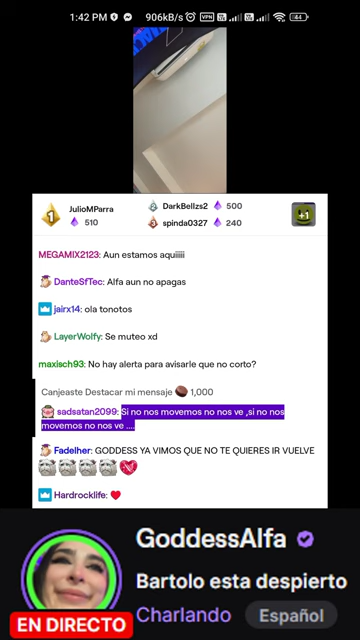 1:42 PM
906kB/s
VPN
44
1
JulioMParra
510
DarkBellzs2
500
2
3
spinda0327
240
+1
MEGAMIX2123: Aun estamos aquiiiii
DanteSfTec: Alfa aun no apagas
jairx14: ola tonotos
LayerWolfy: Se muteo xd
maxisch93: No hay alerta para avisarle que no corto?
Canjeaste Destacar mi mensaje 1,000
sadsatan2099: Si no nos movemos no nos ve ,si no nos
movemos no nos ve ....
Fadelher: GODDESS YA VIMOS QUE NO TE QUIERES IR VUELVE
Hardrocklife:
GoddessAlfa
Bartolo esta despierto
Charlando
Español
EN DIRECTO